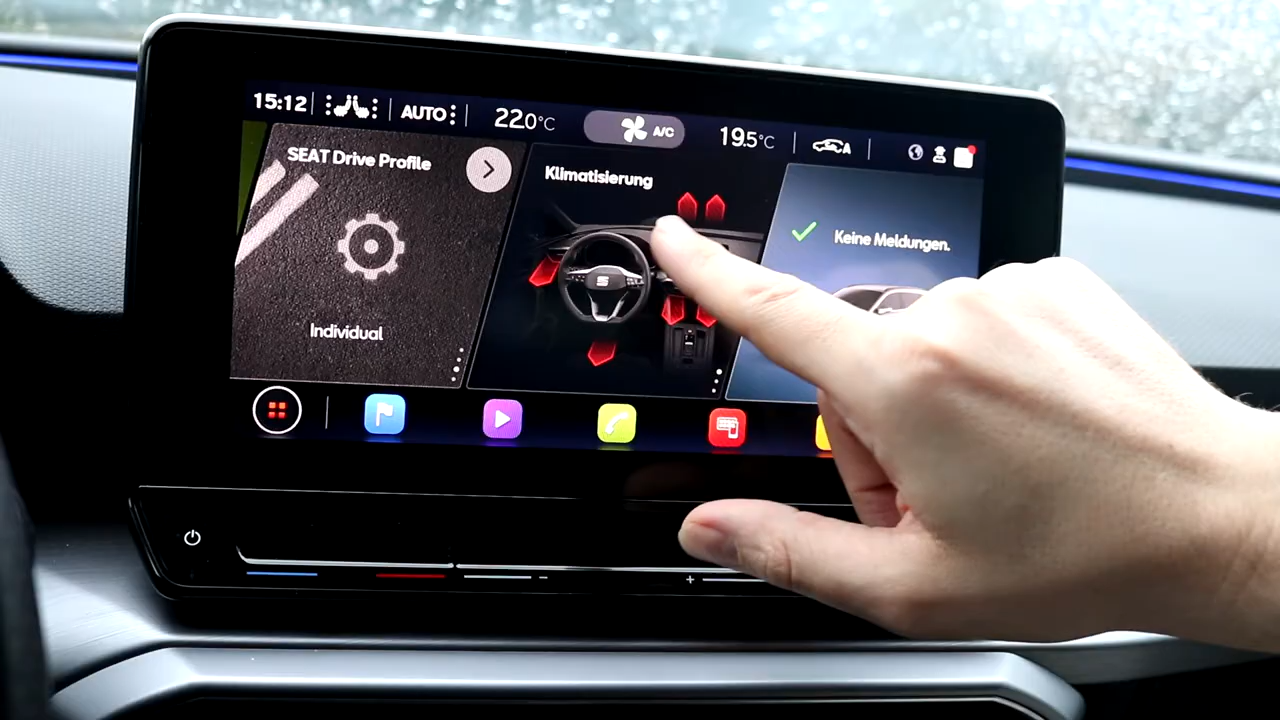 15:12
AUTO
22.0°C
A/C
19.5°C
A
SEAT Drive Profile
Klimatisierung
Keine Meldungen.
Individual
- +